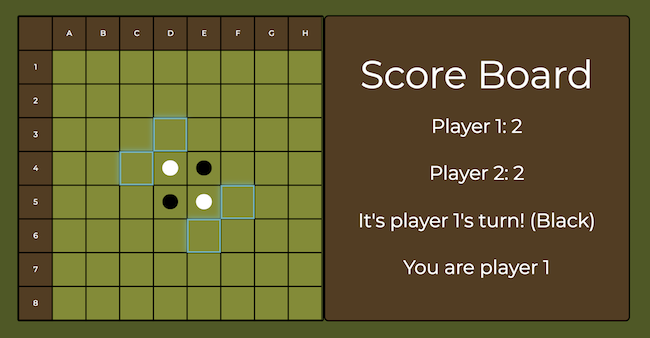 A B C D E F G H
1
2
3
4
5
6
7
8
Score Board
Player 1: 2
Player 2: 2
It's player 1's turn! (Black)
You are player 1